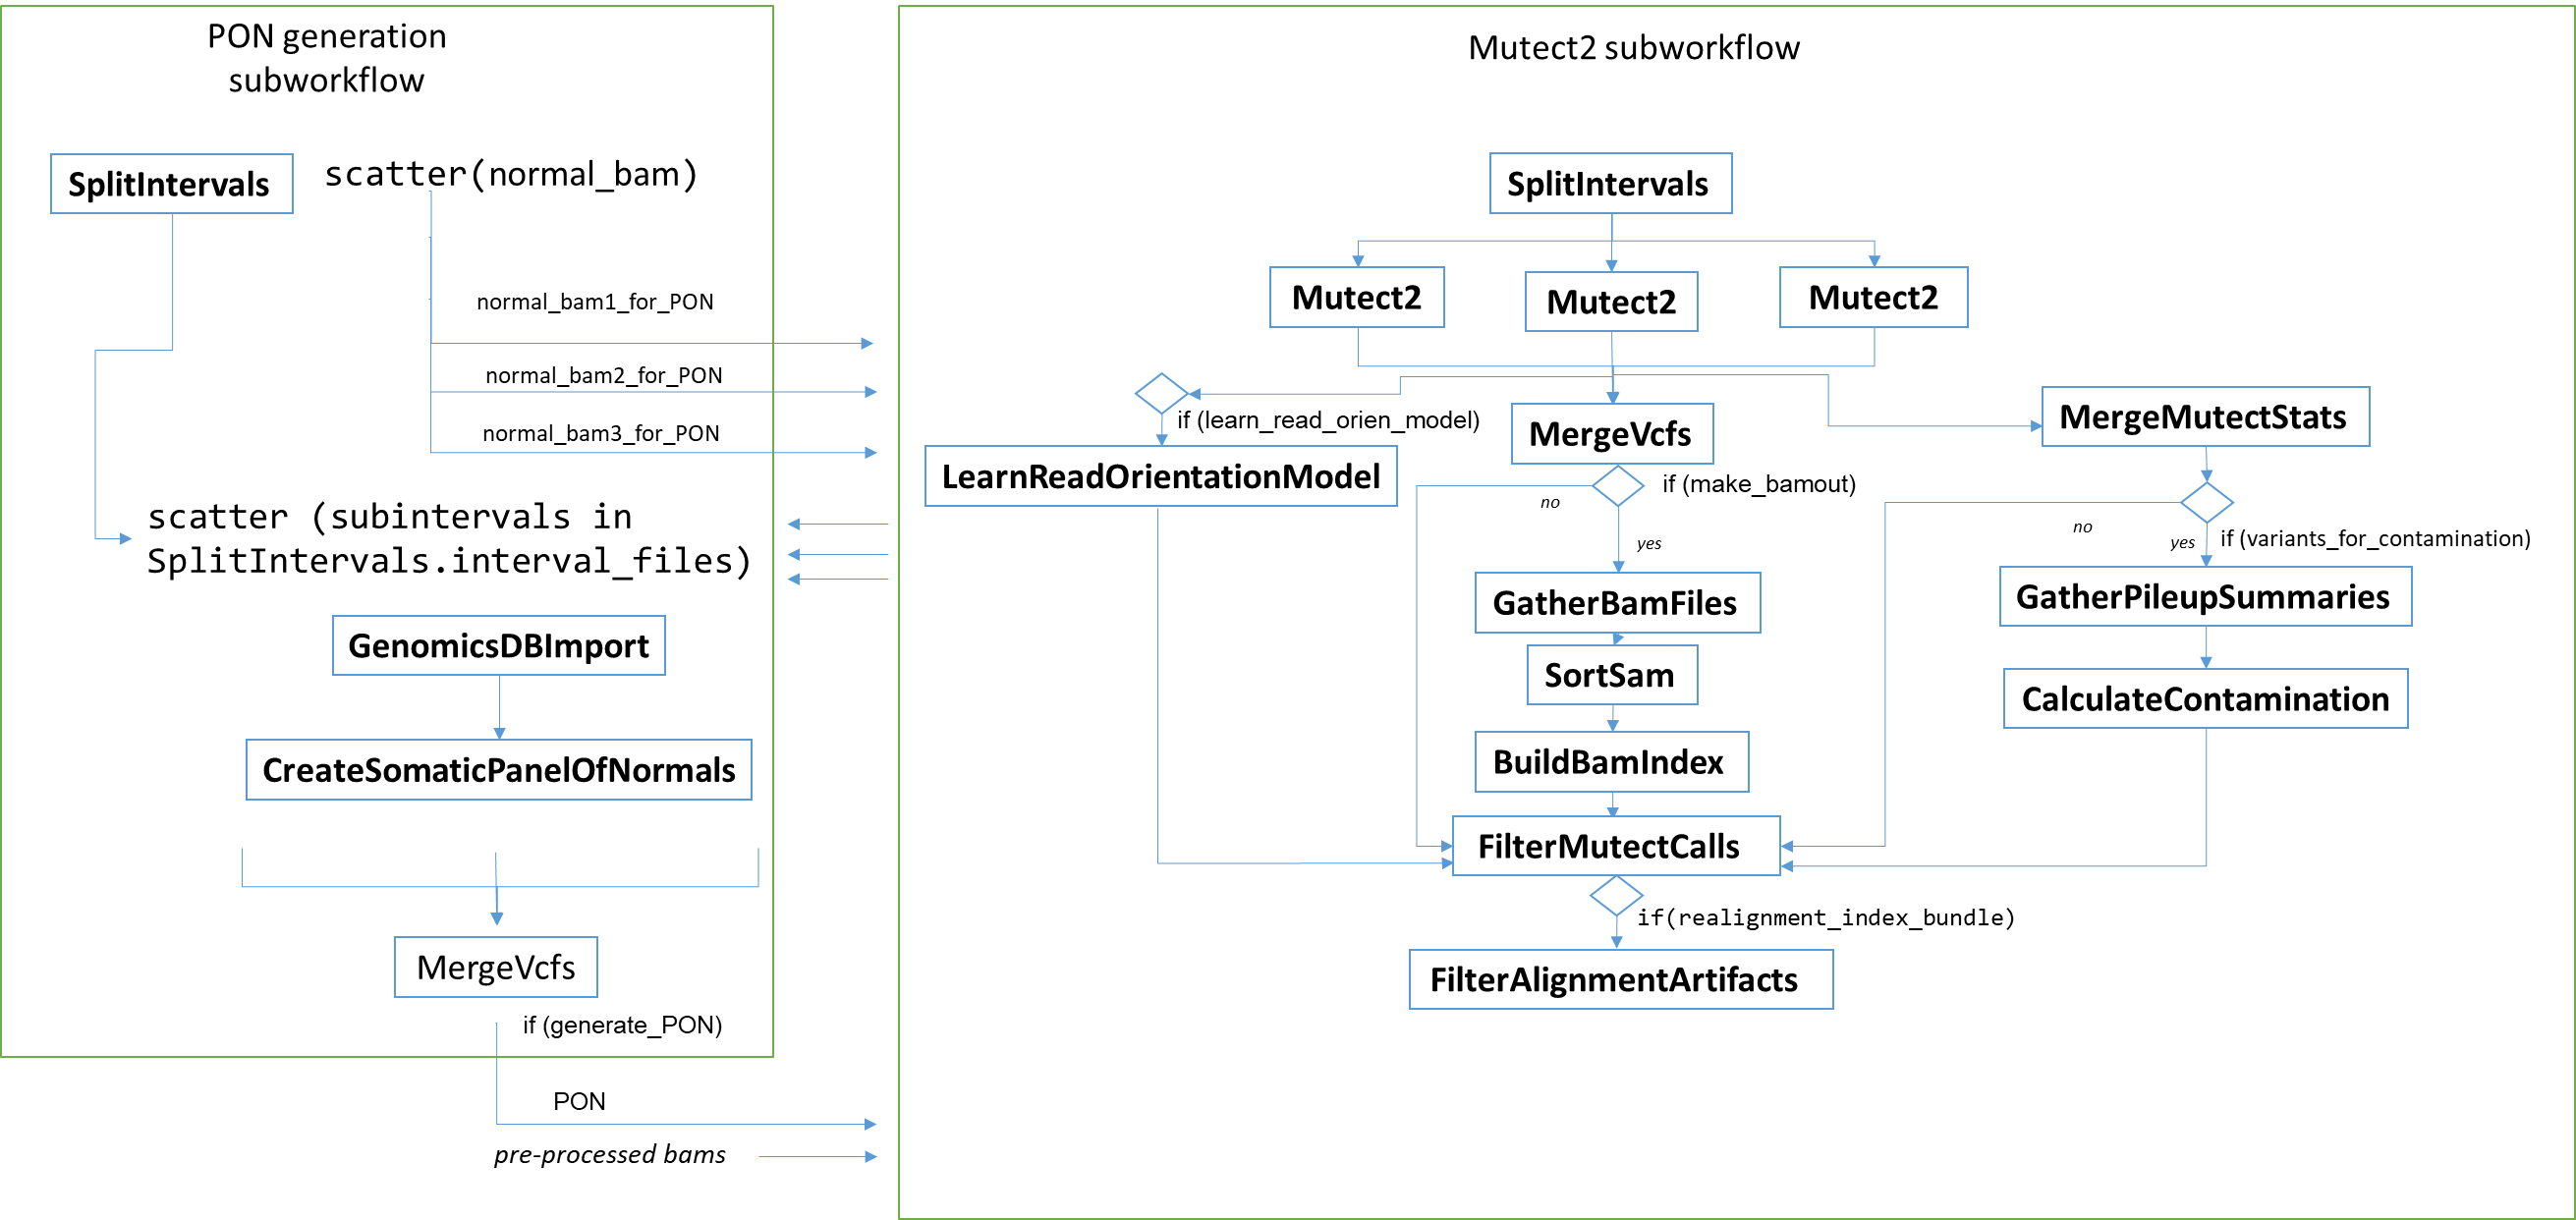 PON generation
subworkflow
SplitIntervals
scatter(normal_bam)
normal_bam1_for_PON
normal_bam2_for_PON
normal_bam3_for_PON
scatter (subintervals in
SplitIntervals.interval_files)
GenomicsDBImport
CreateSomaticPanelOfNormals
MergeVcfs
if (generate_PON)
PON
pre-processed bams
Mutect2 subworkflow
SplitIntervals
Mutect2
Mutect2
Mutect2
if (learn_read_orien_model)
LearnReadOrientationModel
MergeVcfs
if (make_bamout)
no
yes
GatherBamFiles
SortSam
BuildBamIndex
MergeMutectStats
no
yes
if (variants_for_contamination)
GatherPileupSummaries
CalculateContamination
FilterMutectCalls
if(realignment_index_bundle)
FilterAlignmentArtifacts